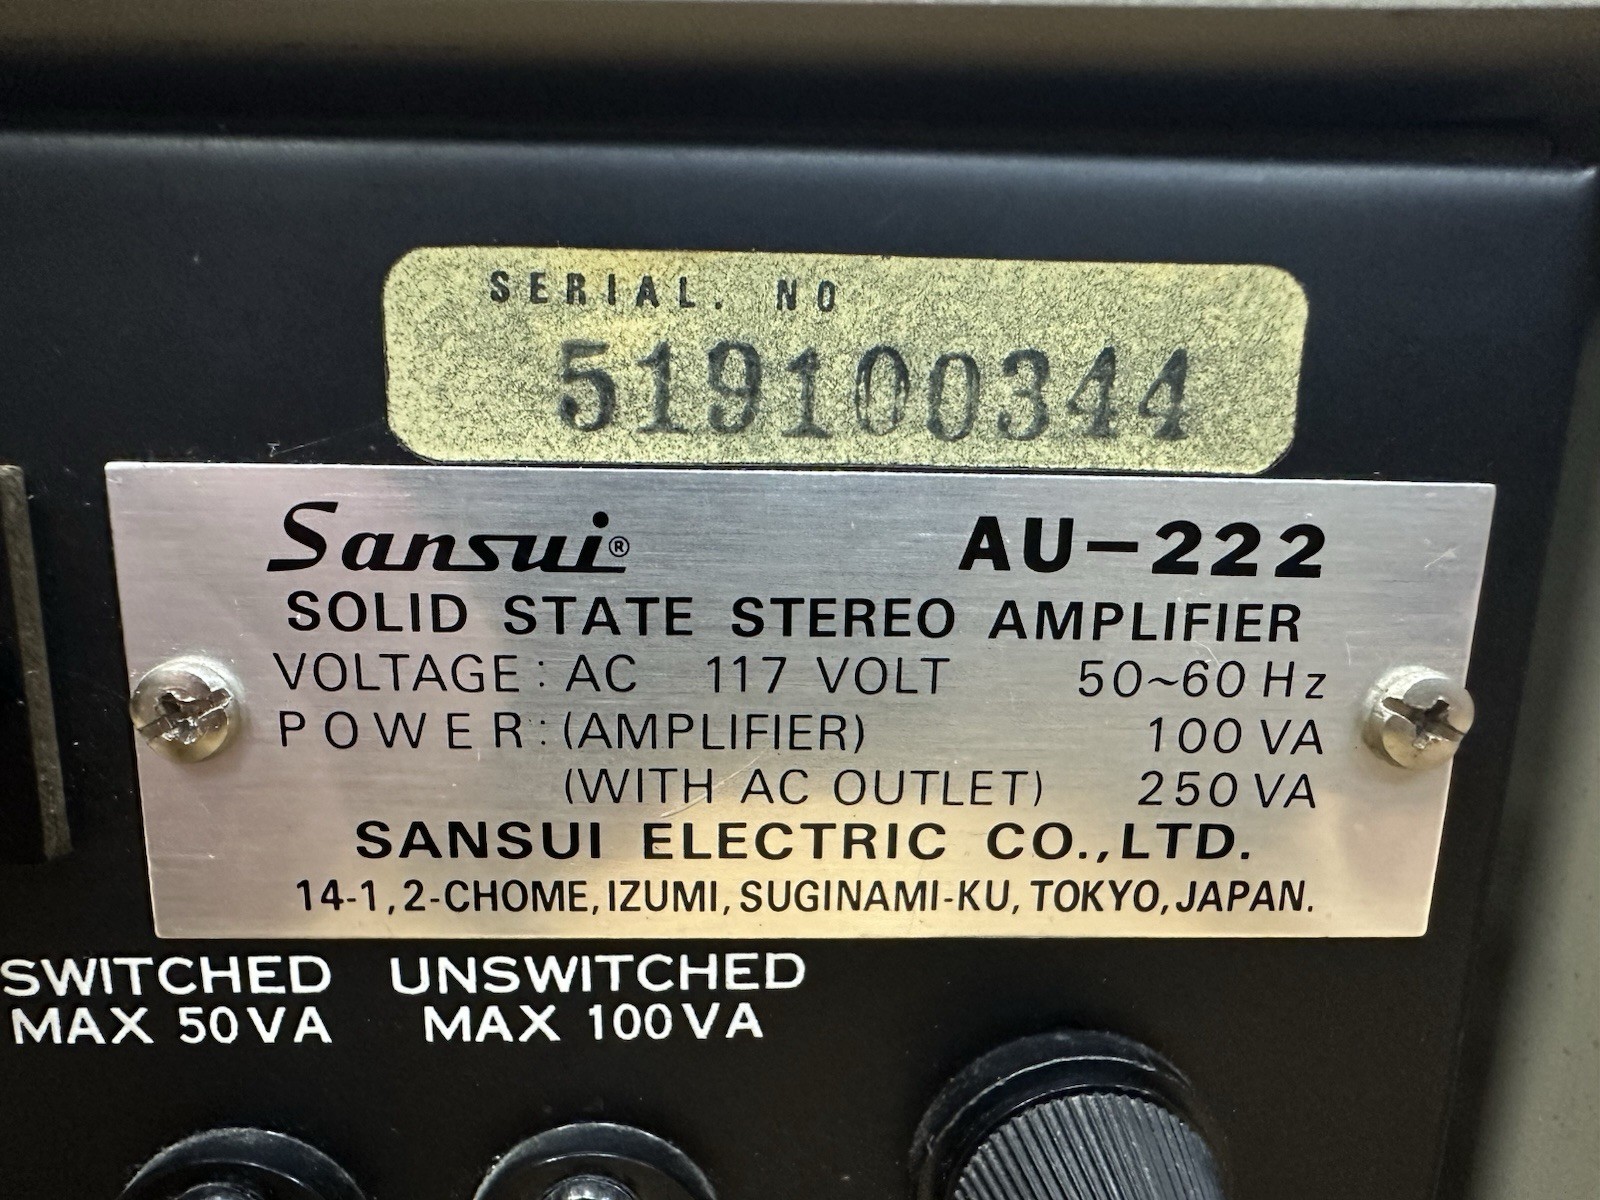 SERIAL. NO
519100344
Sansui® AU-222
SOLID STATE STEREO AMPLIFIER
VOLTAGE: AC 117 VOLT 50~60 Hz
POWER: (AMPLIFIER) 100 VA
(WITH AC OUTLET) 250 VA
SANSUI ELECTRIC CO.,LTD.
14-1,2-CHOME, IZUMI, SUGINAMI-KU, TOKYO, JAPAN.
SWITCHED UNSWITCHED
MAX 50VA MAX 100VA